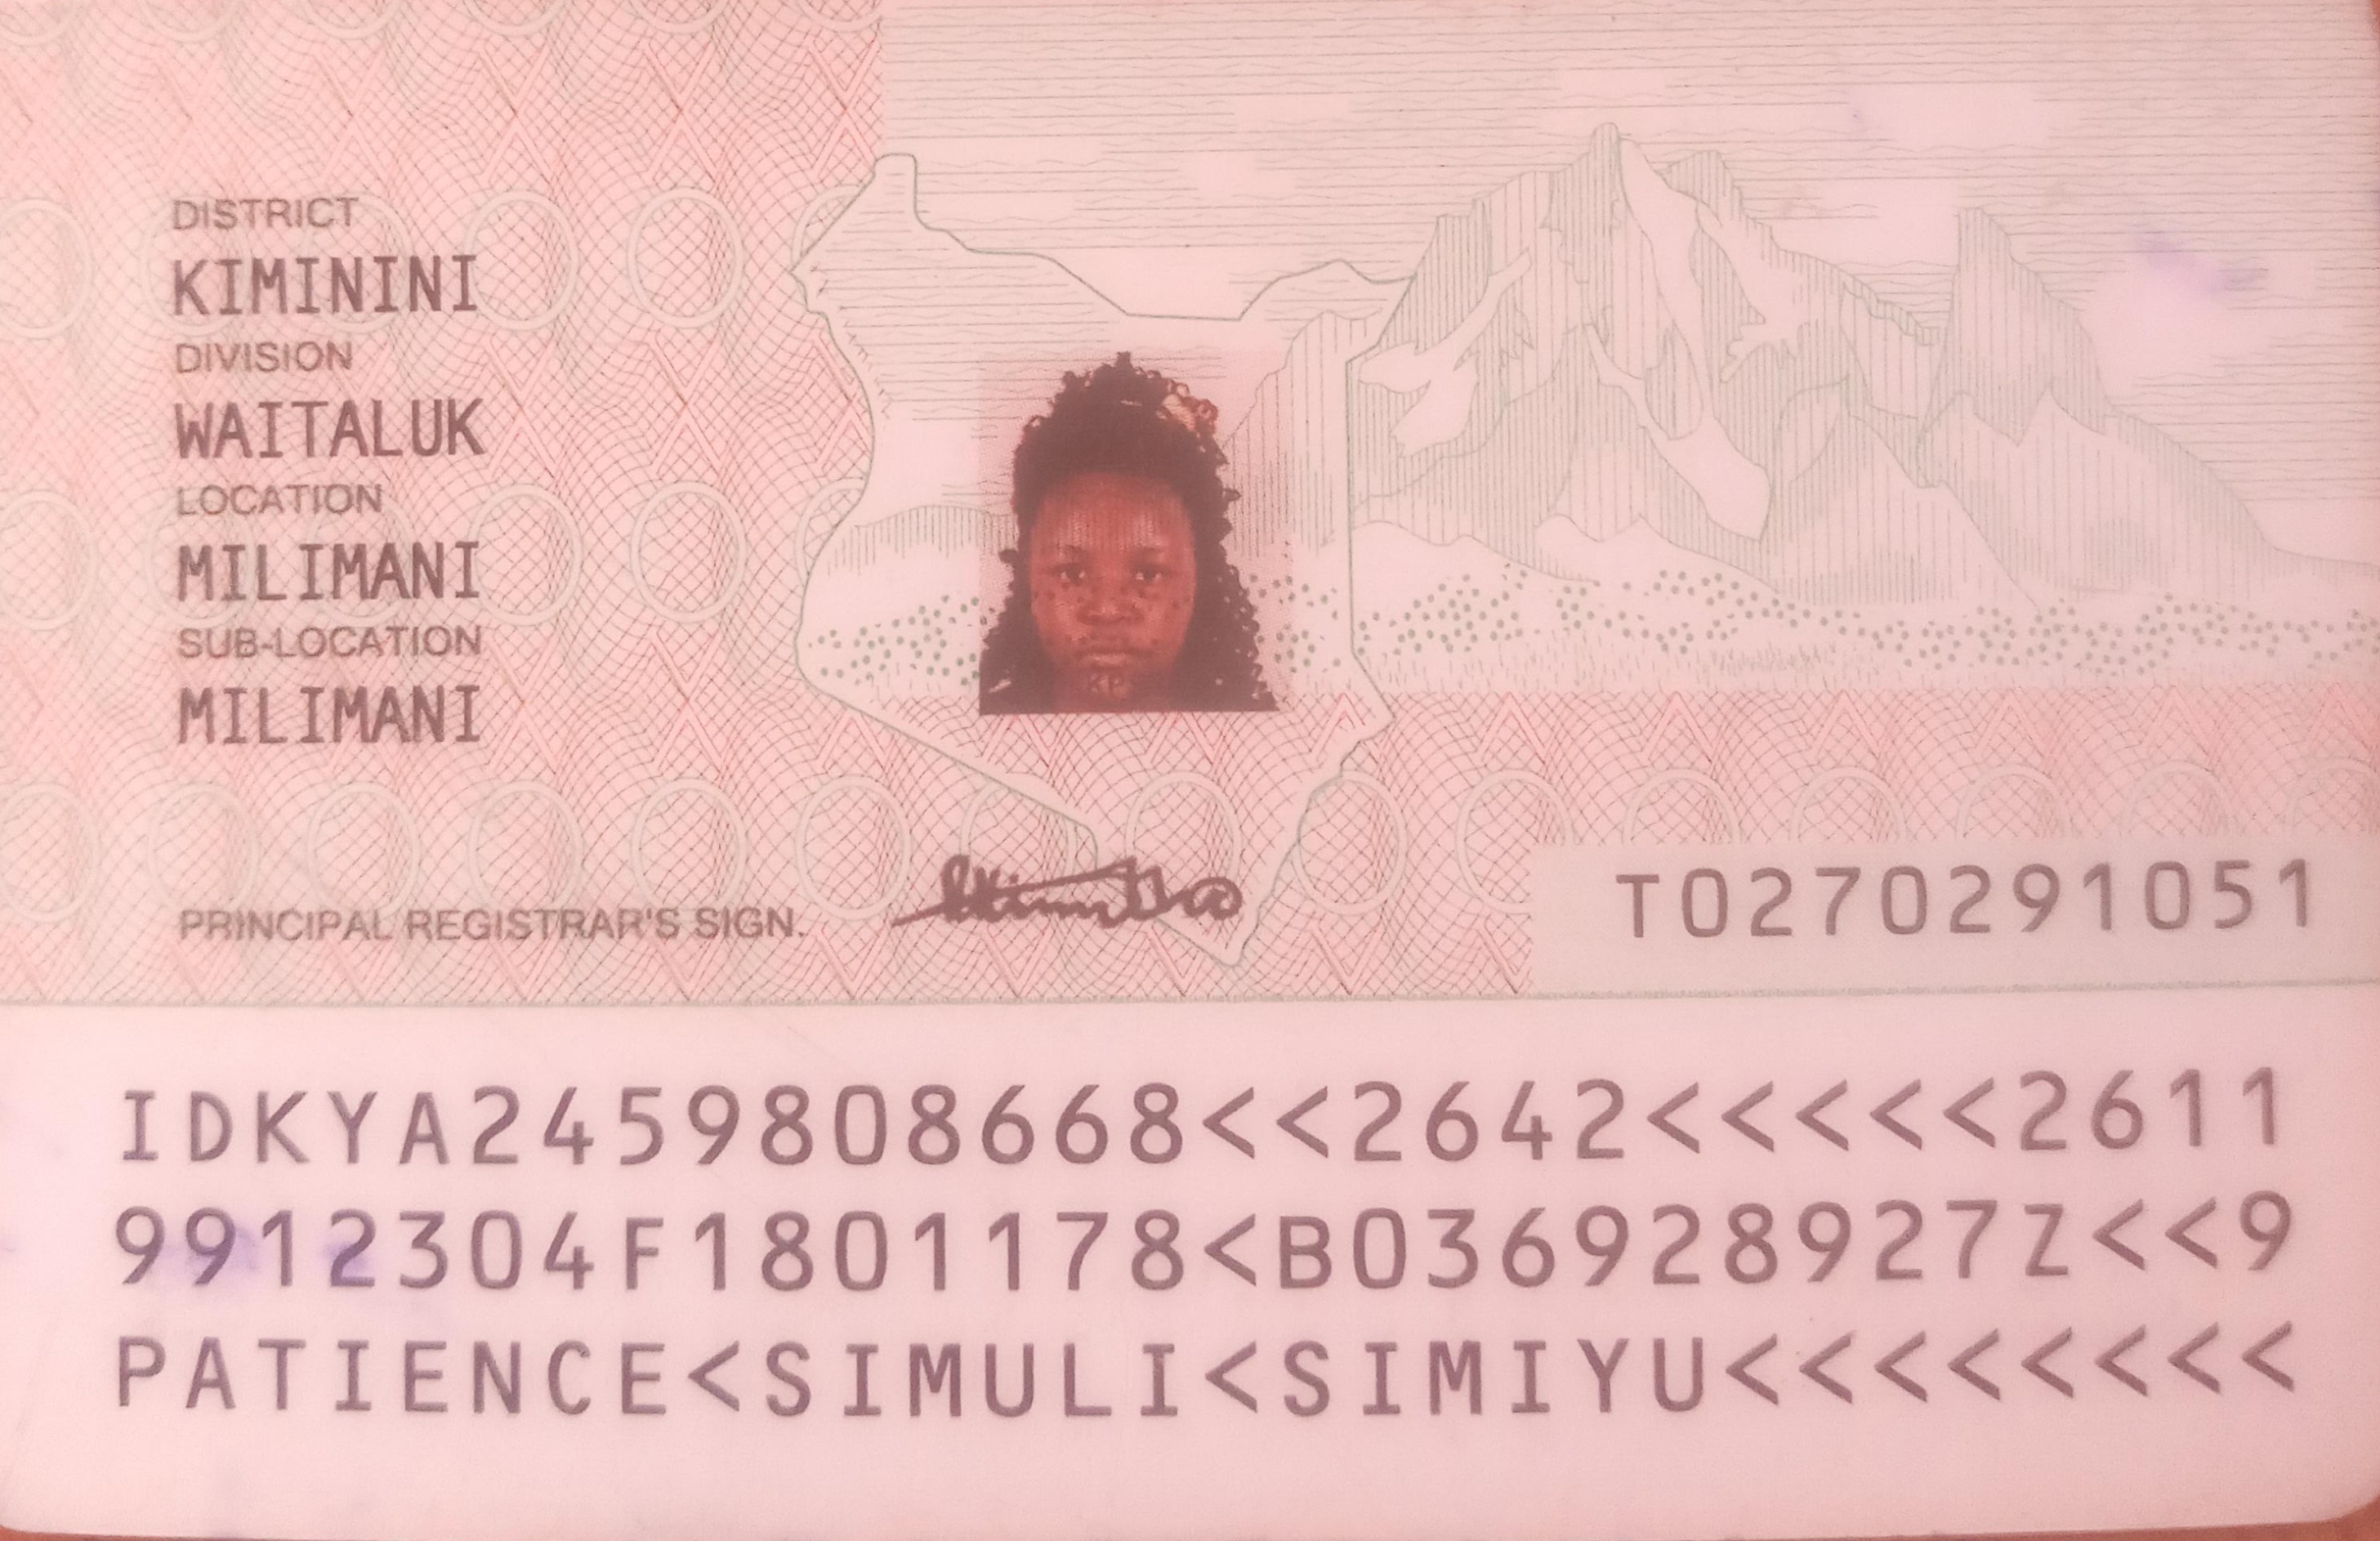 DISTRICT
KIMININI
DIVISION
WAITALUK
LOCATION
MILIMANI
SUB-LOCATION
MILIMANI
PRINCIPAL REGISTRAR'S SIGN.
T0270291051
IDKYA2459808668<<2642<<<<<2611
9912304F1801178<B036928927Z<<9
PATIENCE<SIMULI<SIMIYU<<<<<<<<